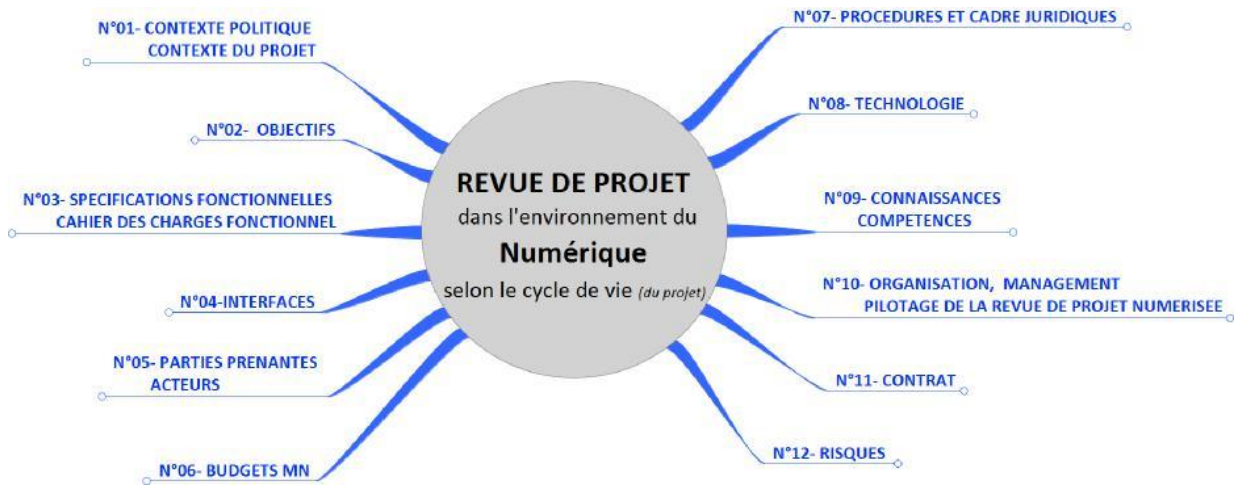 N°01- CONTEXTE POLITIQUE
CONTEXTE DU PROJET
N°02- OBJECTIFS
N°03- SPECIFICATIONS FONCTIONNELLES
CAHIER DES CHARGES FONCTIONNEL
N°04-INTERFACES
N°05- PARTIES PRENANTES
ACTEURS
N°06- BUDGETS MN
REVUE DE PROJET
dans l'environnement du
Numérique
selon le cycle de vie (du projet)
N°07- PROCEDURES ET CADRE JURIDIQUES
N°08- TECHNOLOGIE
N°09- CONNAISSANCES
COMPETENCES
N°10- ORGANISATION, MANAGEMENT
PILOTAGE DE LA REVUE DE PROJET NUMERISEE
N°11- CONTRAT
N°12- RISQUES